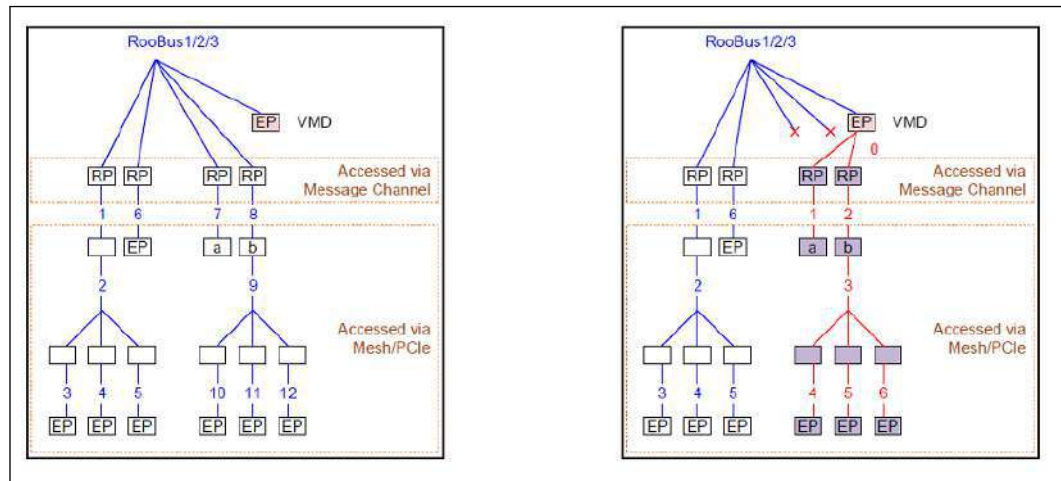 RooBus1/2/3
EP VMD
RP RP RP RP
Accessed via
Message Channel
1 6 7 8
EP a b
2 9
Accessed via
Mesh/PCIe
3 4 5 10 11 12
EP EP EP EP EP EP
RooBus1/2/3
EP VMD
0
RP RP RP RP
Accessed via
Message Channel
1 6 1 2
EP a b
2 3
Accessed via
Mesh/PCIe
3 4 5 4 5 6
EP EP EP EP EP EP